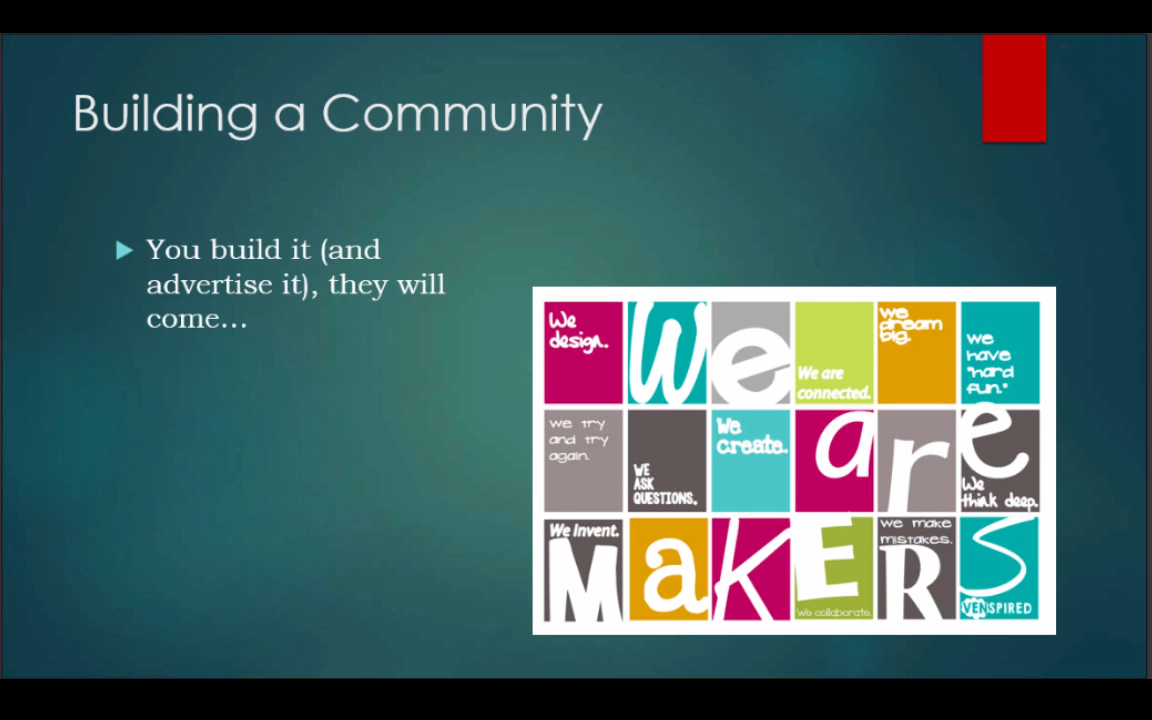 Building a Community
You build it (and
advertise it), they will
come...
We
design.
We
We are
connected.
we
dream
big.
we
have
"hard
fun."
we try
and try
again.
WE
ASK
QUESTIONS.
We
create.
are
We
think deep.
We invent.
MaKERS
We collaborate.
we make
mistakes.
VENSPIRED